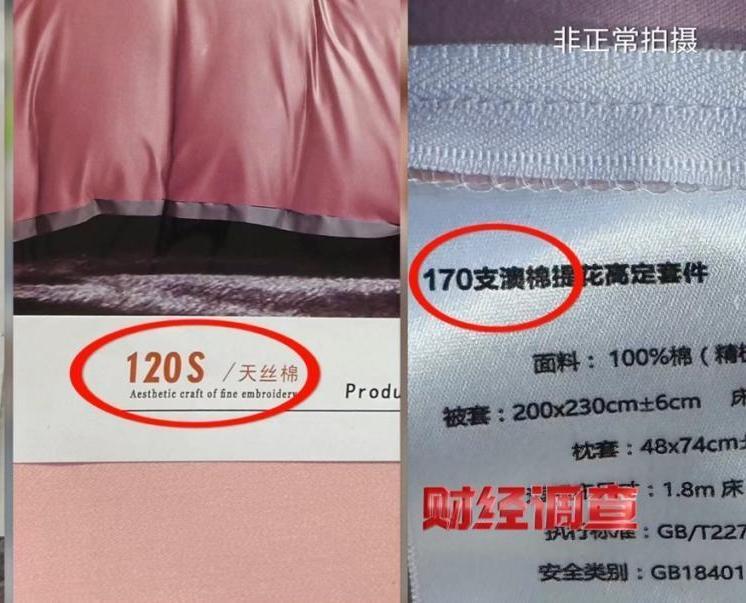 非正常拍摄
120S /天丝棉
Aesthetic craft of fine embroidery
Produ
170支澳棉提花高定套件
面料：100%棉（精
被套：200x230cm±6cm 床
枕套：48x74cm±
：1.8m 床
财经调查
执行标准：GB/T227
安全类别：GB18401